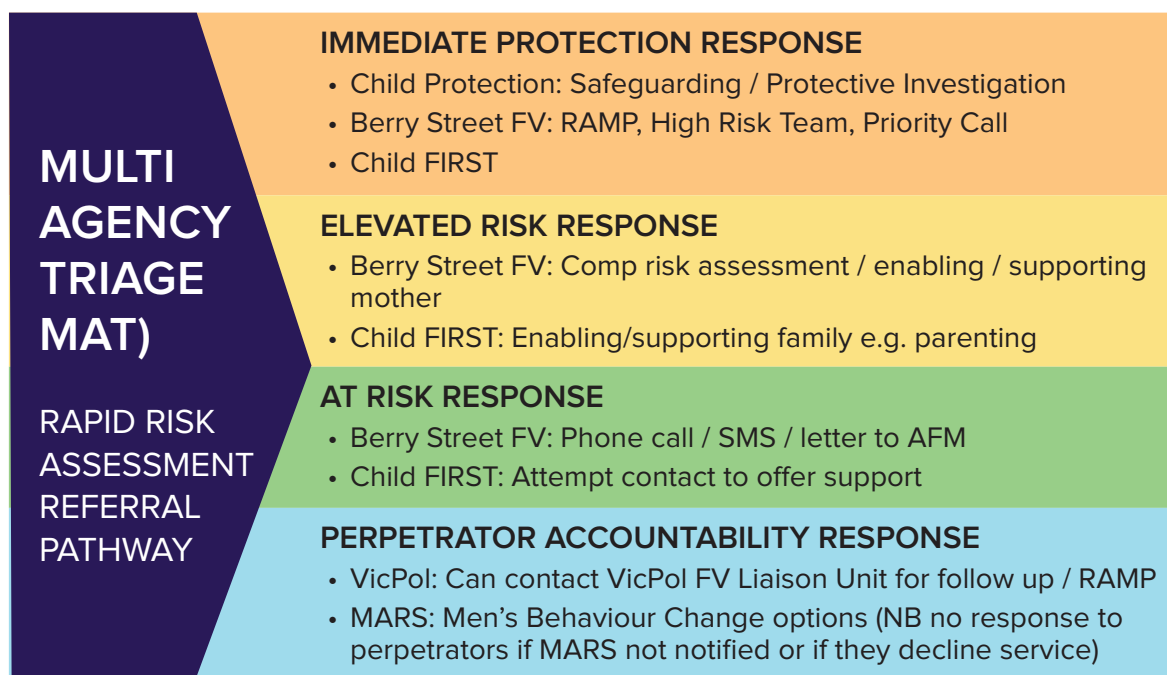 MULTI
AGENCY
TRIAGE
MAT)
RAPID RISK
ASSESSMENT
REFERRAL
PATHWAY
IMMEDIATE PROTECTION RESPONSE
• Child Protection: Safeguarding / Protective Investigation
• Berry Street FV: RAMP, High Risk Team, Priority Call
• Child FIRST
ELEVATED RISK RESPONSE
• Berry Street FV: Comp risk assessment / enabling / supporting
mother
• Child FIRST: Enabling/supporting family e.g. parenting
AT RISK RESPONSE
• Berry Street FV: Phone call / SMS / letter to AFM
• Child FIRST: Attempt contact to offer support
PERPETRATOR ACCOUNTABILITY RESPONSE
• VicPol: Can contact VicPol FV Liaison Unit for follow up / RAMP
• MARS: Men’s Behaviour Change options (NB no response to
perpetrators if MARS not notified or if they decline service)